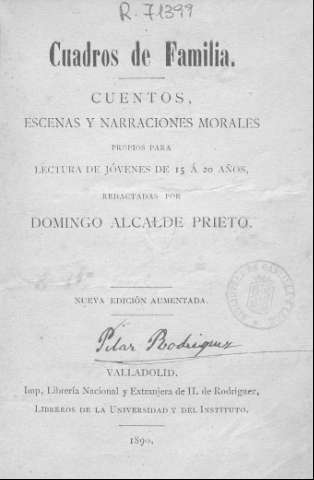 R. 71399
Cuadros de Familia.
CUENTOS,
ESCENAS Y NARRACIONES MORALES
PROPIOS PARA
LECTURA DE JÓVENES DE 15 Á 20 AÑOS,
REDACTADAS POR
DOMINGO ALCALDE PRIETO.
NUEVA EDICIÓN AUMENTADA.
Pilar Rodriguez
VALLADOLID,
Imp, Librería Nacional y Extranjera de H. de Rodríguez,
LIBREROS DE LA UNIVERSIDAD Y DEL INSTITUTO.
1890.